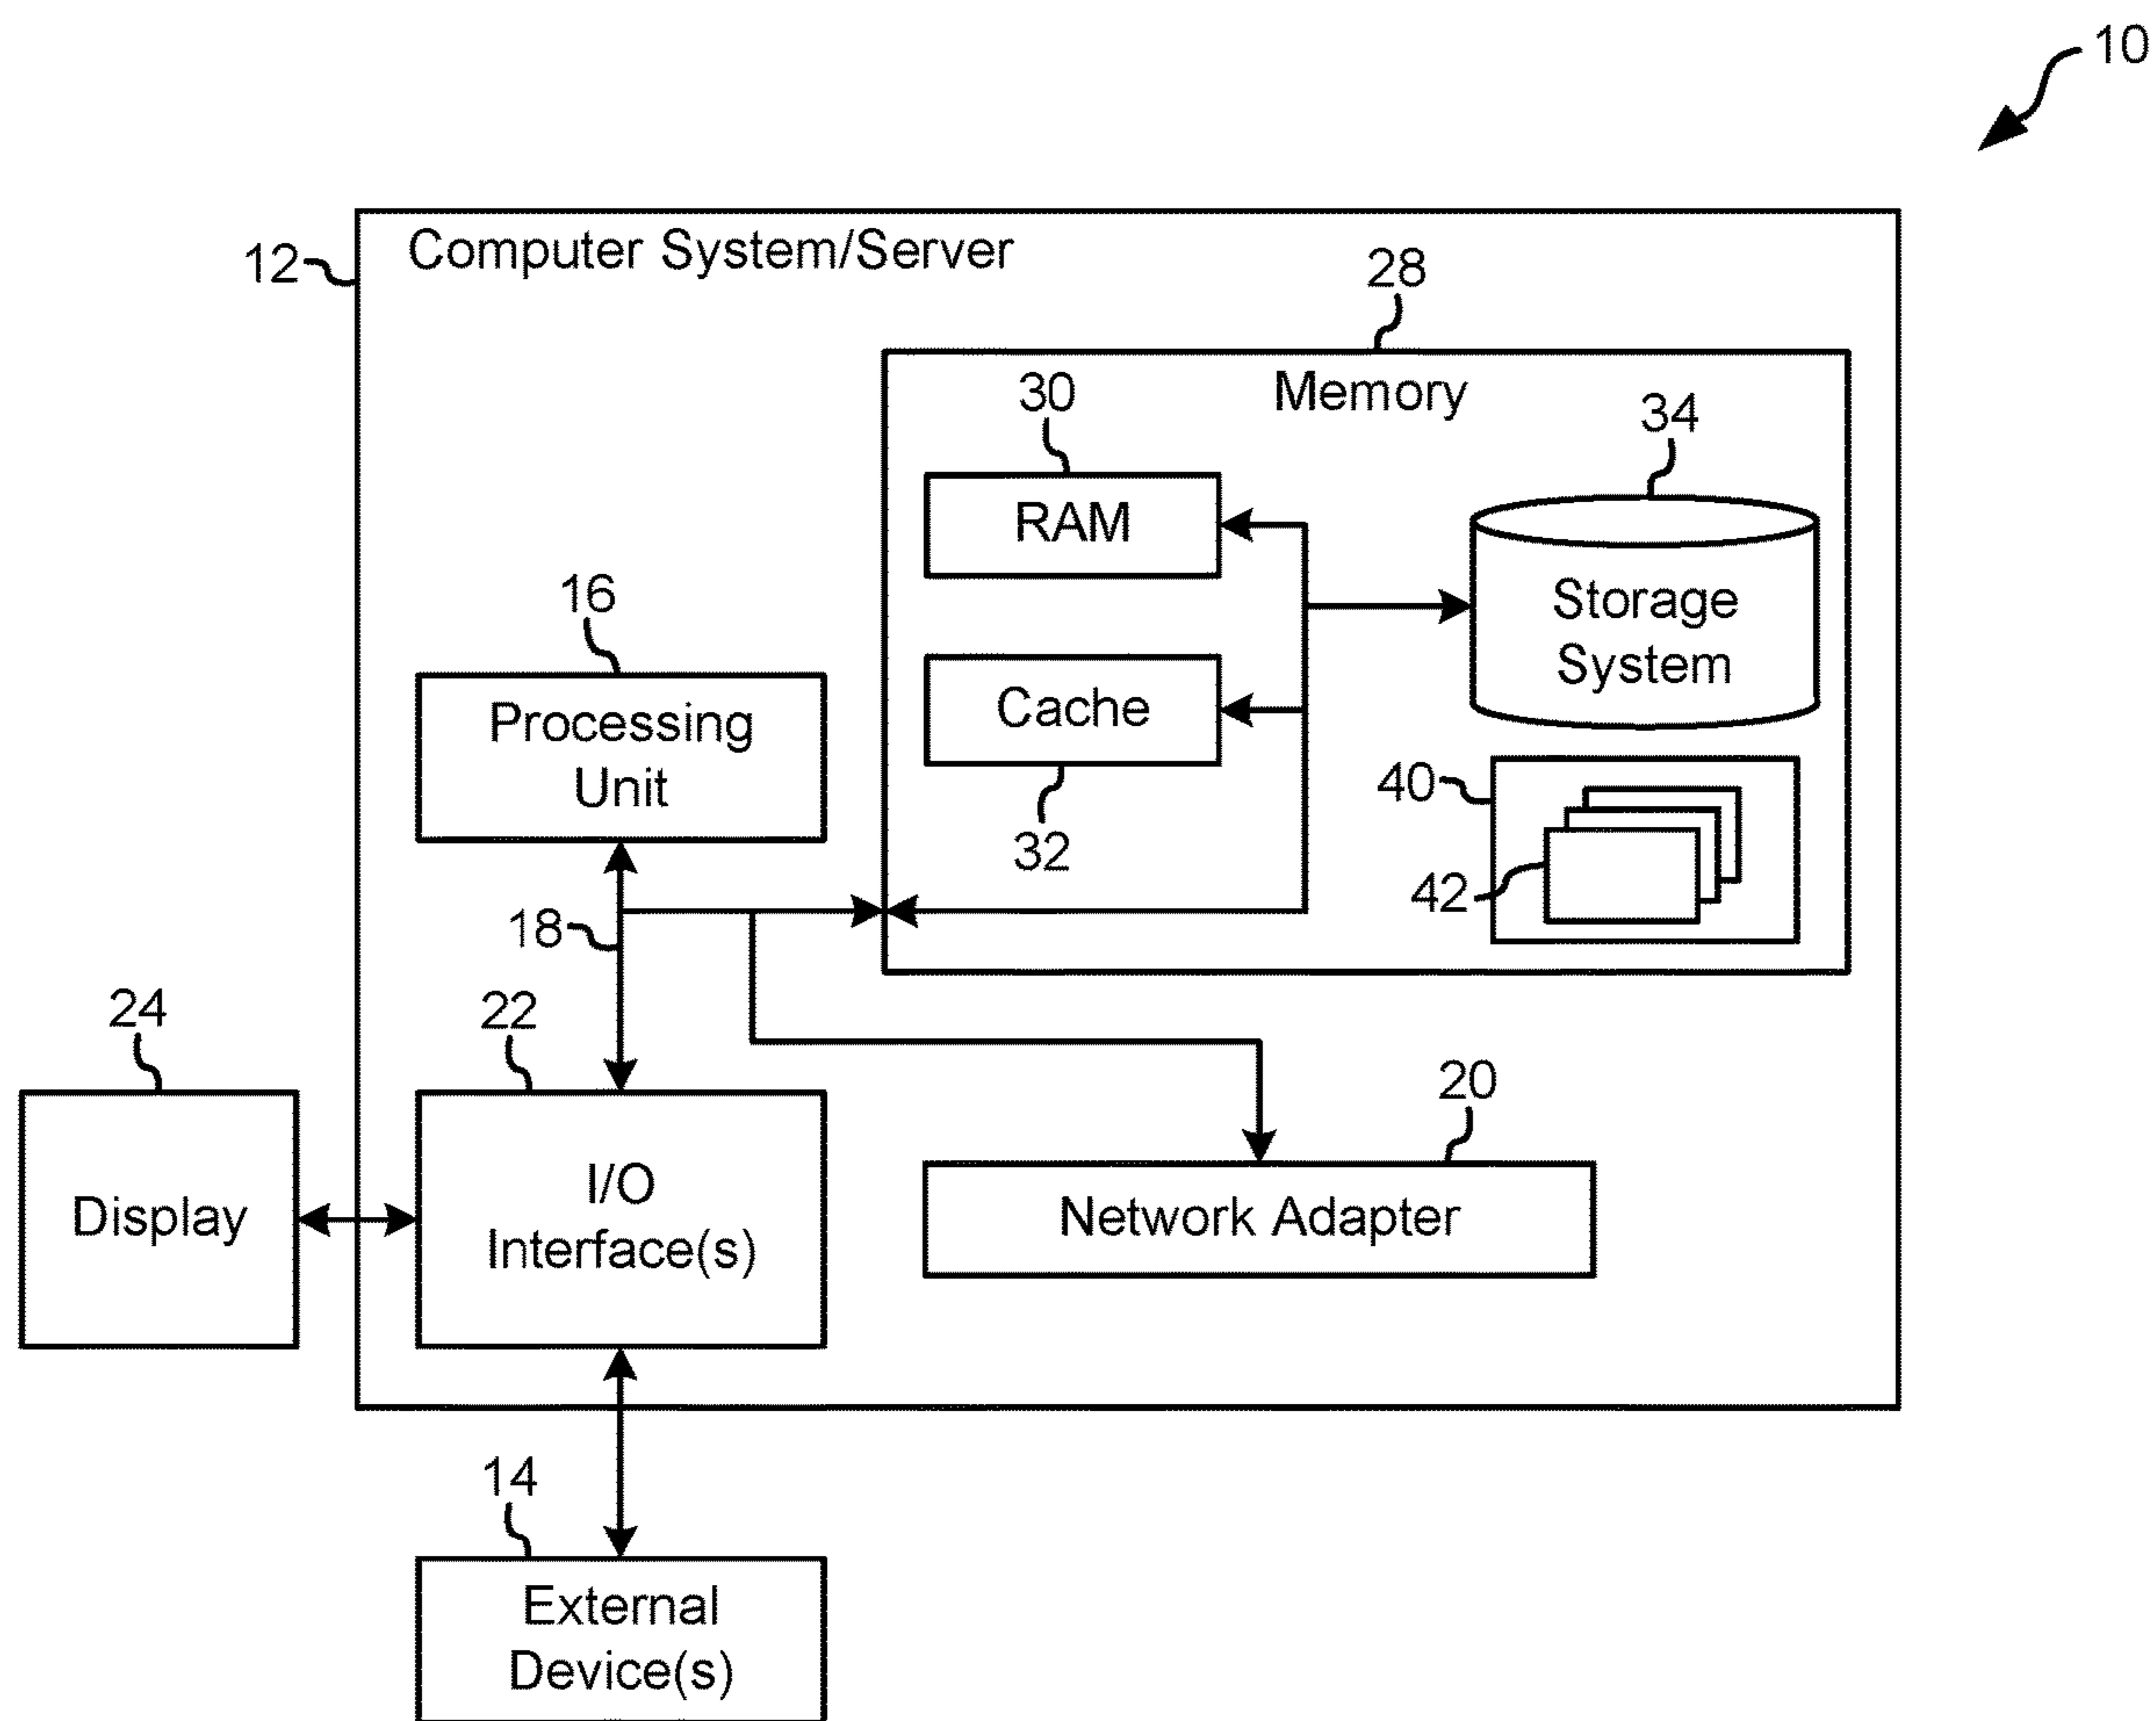 10
12
Computer System/Server
28
Memory
30
RAM
34
Storage
System
16
Processing
Unit
Cache
32
40
42
18
24
Display
22
I/O
Interface(s)
20
Network Adapter
14
External
Device(s)